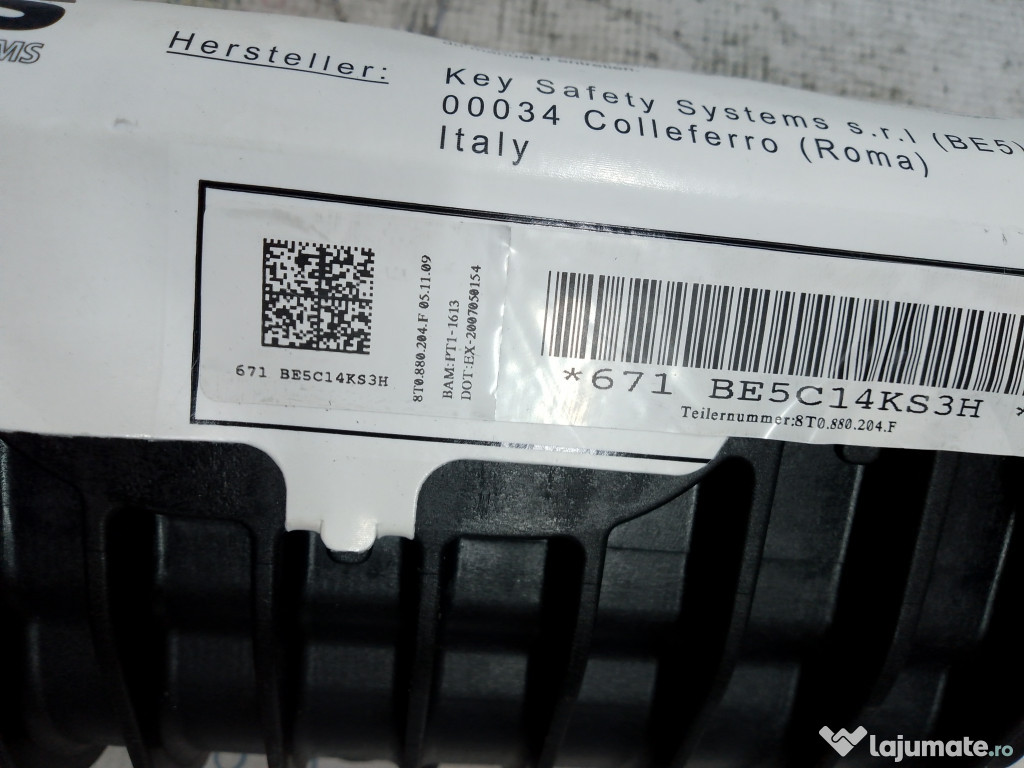 MS
Hersteller:
Key Safety Systems s.r.l (BE5)
00034 Colleferro (Roma)
Italy
671 BE5C14KS3H
8T0.880.204.F 05.11.09
BAM:PT1-1613
DOT:EX-2007050154
*671 BE5C14KS3H
Teilernummer:8T0.880.204.F
lajumate.ro